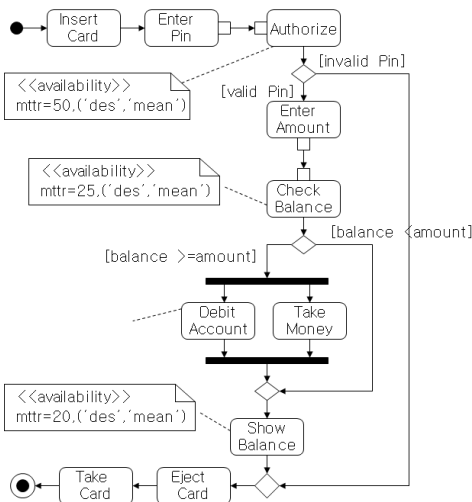 Insert
Card
Enter
Pin
Authorize
[invalid Pin]
<<availability>>
mttr=50,('des','mean')
[valid Pin]
Enter
Amount
<<availability>>
mttr=25,('des','mean')
Check
Balance
[balance <amount]
[balance >=amount]
Debit
Account
Take
Money
<<availability>>
mttr=20,('des','mean')
Show
Balance
Take
Card
Eject
Card